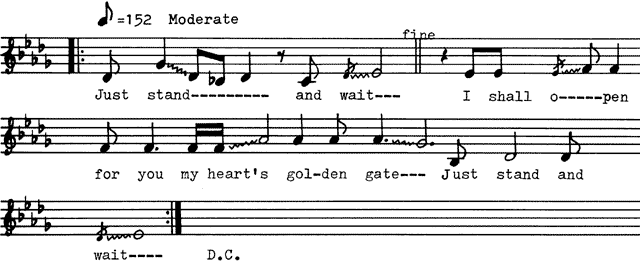 =152 Moderate
fine
Just stand--------- and wait--- I shall o-----pen
for you my heart's gol-den gate--- Just stand and
wait---- D.C.